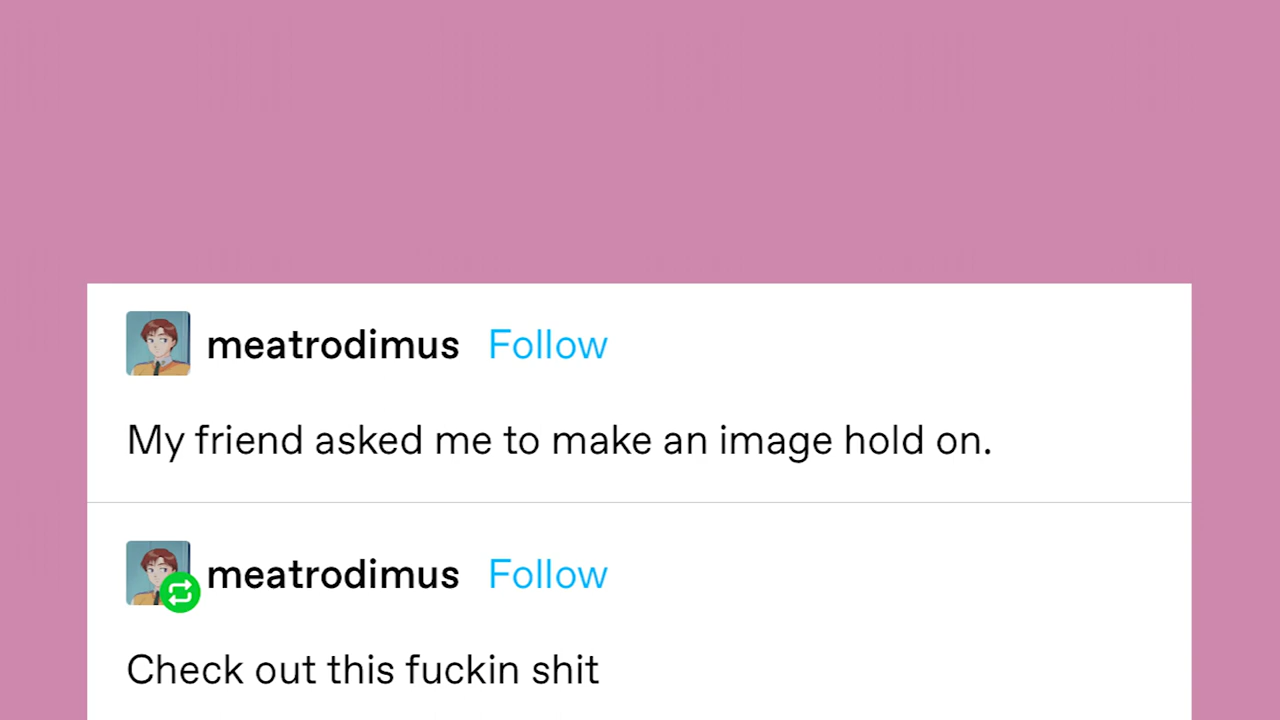 meatrodimus Follow
My friend asked me to make an image hold on.
meatrodimus Follow
Check out this fuckin shit